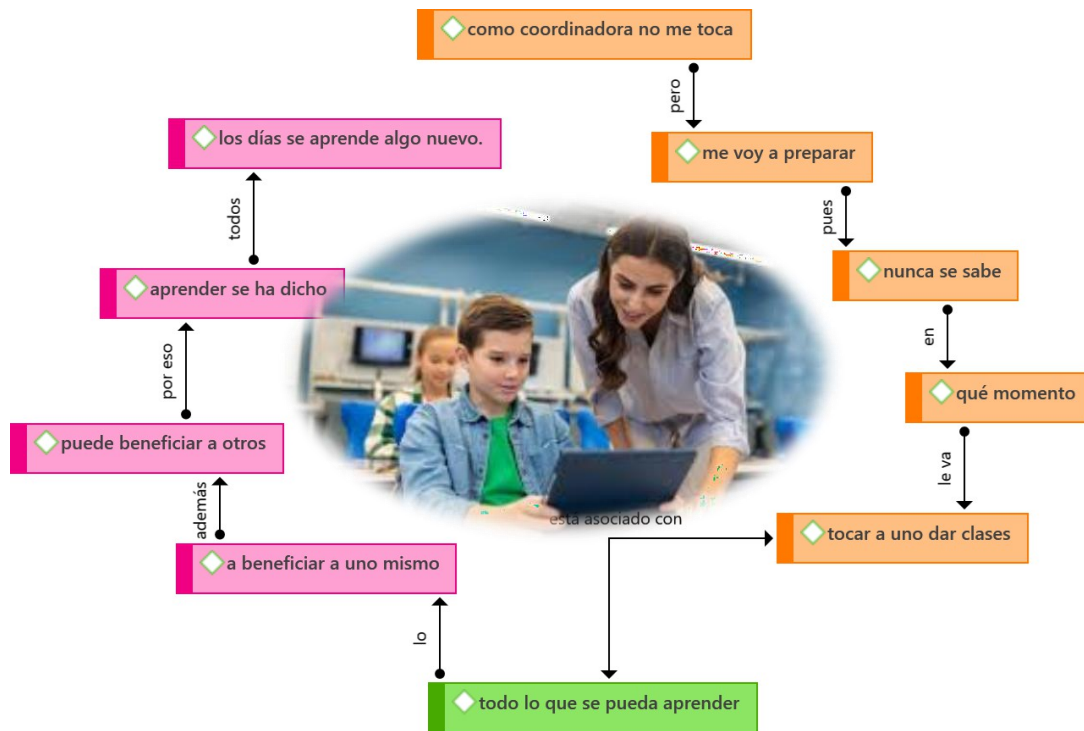 como coordinadora no me toca
pero
me voy a preparar
pues
nunca se sabe
en
qué momento
le va
tocar a uno dar clases
está asociado con
todo lo que se pueda aprender
lo
a beneficiar a uno mismo
además
puede beneficiar a otros
por eso
aprender se ha dicho
todos
los días se aprende algo nuevo.